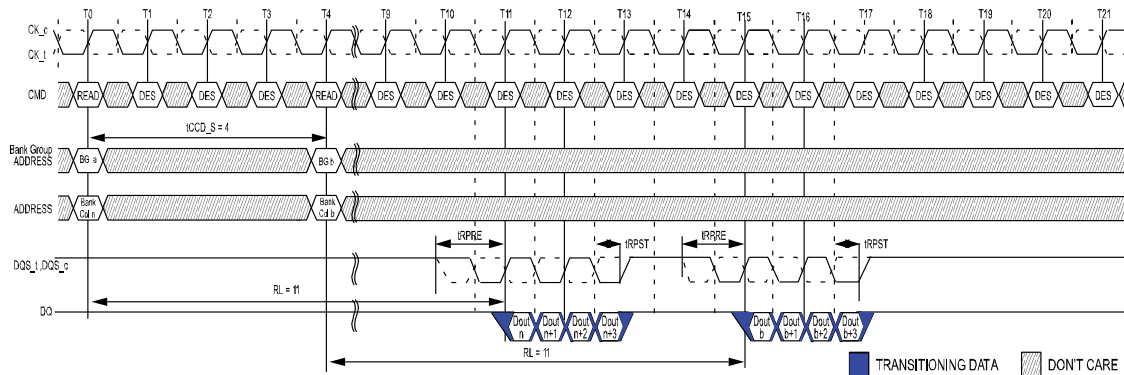 T0 T1 T2 T3 T4 T9 T10 T11 T12 T13 T14 T15 T16 T17 T18 T19 T20 T21
CK_c
CK_t
CMD READ DES DES DES READ DES DES DES DES DES DES DES DES DES DES DES DES DES
tCCD_S = 4
Bank Group
ADDRESS BG a BG b
ADDRESS Bank Col n Bank Col b
tRPRE tRPST tRPRE tRPST
DQS_t ,DQS_c
RL = 11
DQ Dout n Dout n+1 Dout n+2 Dout n+3 Dout b Dout b+1 Dout b+2 Dout b+3
RL = 11
TRANSITIONING DATA DON'T CARE